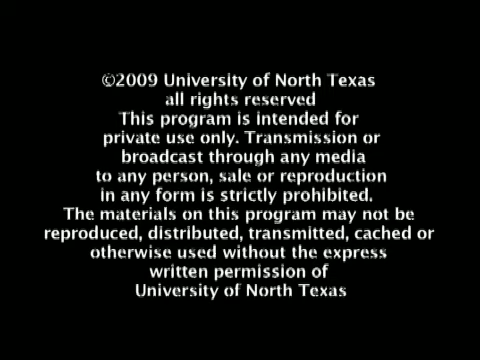 ©2009 University of North Texas
all rights reserved
This program is intended for
private use only. Transmission or
broadcast through any media
to any person, sale or reproduction
in any form is strictly prohibited.
The materials on this program may not be
reproduced, distributed, transmitted, cached or
otherwise used without the express
written permission of
University of North Texas